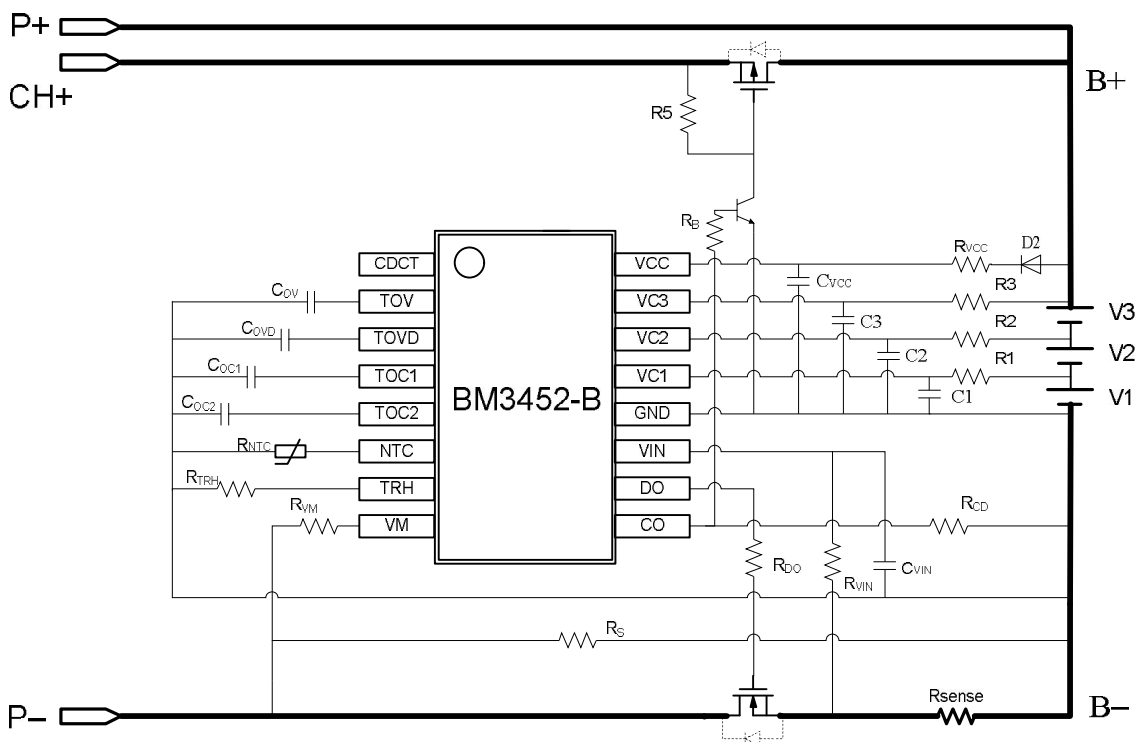 P+
CH+
B+
R5
RB
CDCT
VCC
RVCC
D2
CVCC
COV
TOV
VC3
R3
V3
C3
COVD
TOVD
VC2
R2
V2
C2
COC1
TOC1
VC1
R1
V1
C1
BM3452-B
COC2
TOC2
GND
RNTC
NTC
VIN
RTRH
TRH
DO
RVM
VM
CO
RCD
RDO
RVIN
CVIN
RS
Rsense
P–
B–